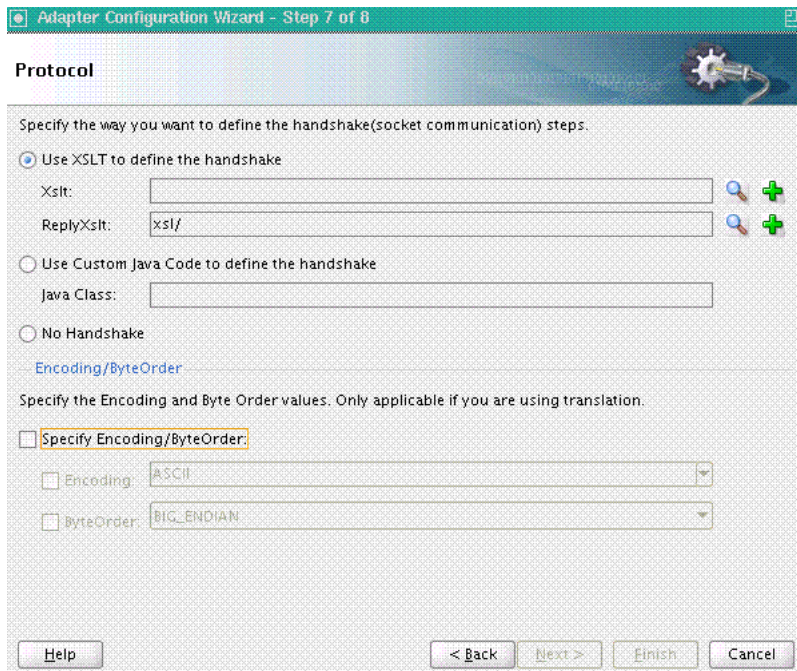 Adapter Configuration Wizard - Step 7 of 8
Protocol
Specify the way you want to define the handshake(socket communication) steps.
Use XSLT to define the handshake
Xslt:
ReplyXslt: xsl/
Use Custom Java Code to define the handshake
Java Class:
No Handshake
Encoding/ByteOrder
Specify the Encoding and Byte Order values. Only applicable if you are using translation.
Specify Encoding/ByteOrder:
Encoding: ASCII
ByteOrder: BIG_ENDIAN
Help < Back Next > Finish Cancel